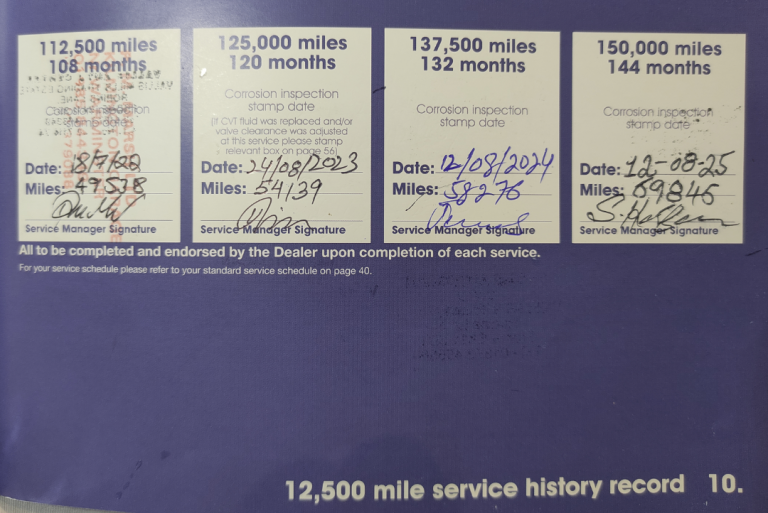 112,500 miles
108 months
Corrosion inspection
stamp date
Date: 18/7/22
Miles: 49538
Service Manager Signature
125,000 miles
120 months
Corrosion inspection
stamp date
(If CVT fluid was replaced and/or
valve clearance was adjusted
at this service please stamp
relevant box on page 56)
Date: 24/08/2023
Miles: 54139
Service Manager Signature
137,500 miles
132 months
Corrosion inspection
stamp date
Date: 12/08/2024
Miles: 58276
Service Manager Signature
150,000 miles
144 months
Corrosion inspection
stamp date
Date: 12-08-25
Miles: 69846
Service Manager Signature
All to be completed and endorsed by the Dealer upon completion of each service.
For your service schedule please refer to your standard service schedule on page 40.
12,500 mile service history record 10.